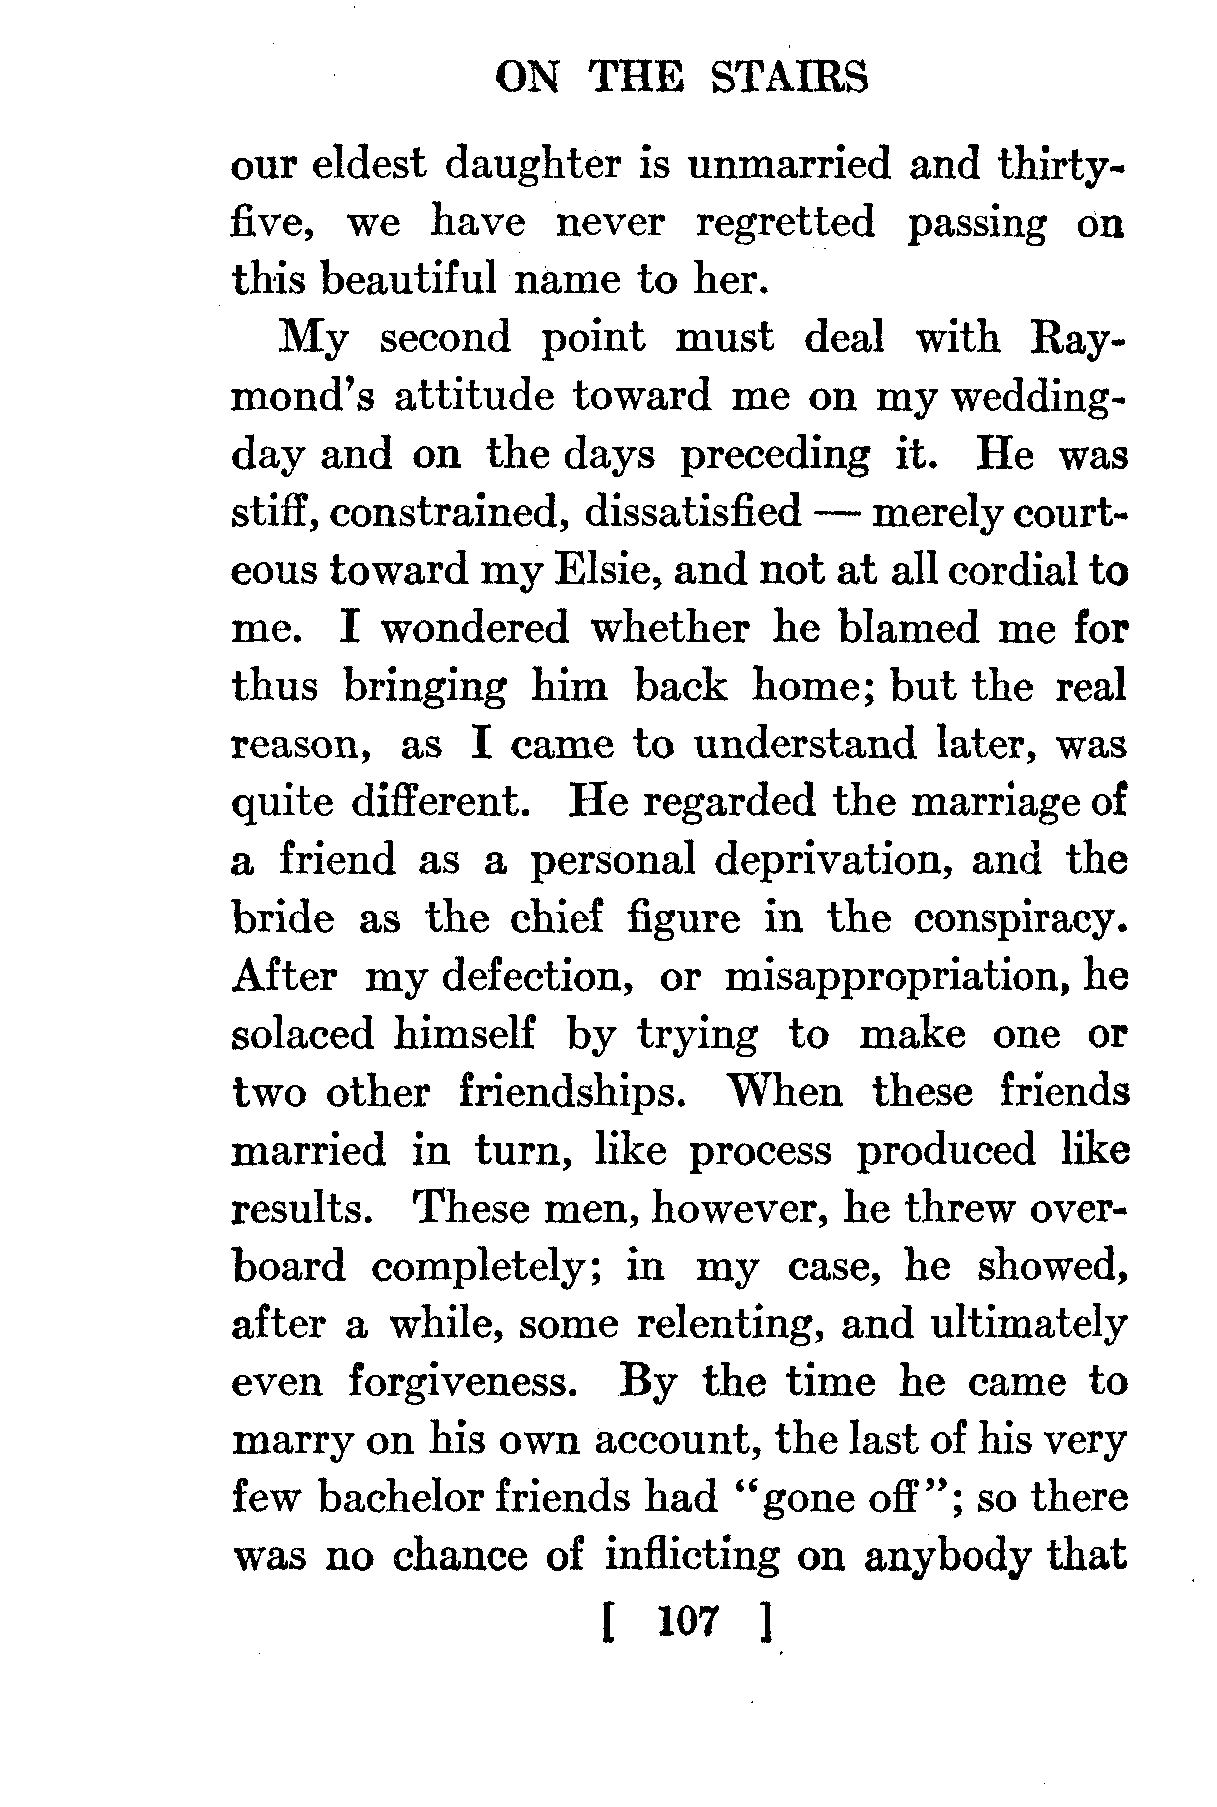 ON THE STAIRS
our eldest daughter is unmarried and thirty-
five, we have never regretted passing on
this beautiful name to her.
My second point must deal with Ray-
mond's attitude toward me on my wedding-
day and on the days preceding it. He was
stiff, constrained, dissatisfied — merely court-
eous toward my Elsie, and not at all cordial to
me. I wondered whether he blamed me for
thus bringing him back home; but the real
reason, as I came to understand later, was
quite different. He regarded the marriage of
a friend as a personal deprivation, and the
bride as the chief figure in the conspiracy.
After my defection, or misappropriation, he
solaced himself by trying to make one or
two other friendships. When these friends
married in turn, like process produced like
results. These men, however, he threw over-
board completely; in my case, he showed,
after a while, some relenting, and ultimately
even forgiveness. By the time he came to
marry on his own account, the last of his very
few bachelor friends had "gone off"; so there
was no chance of inflicting on anybody that
[ 107 ]